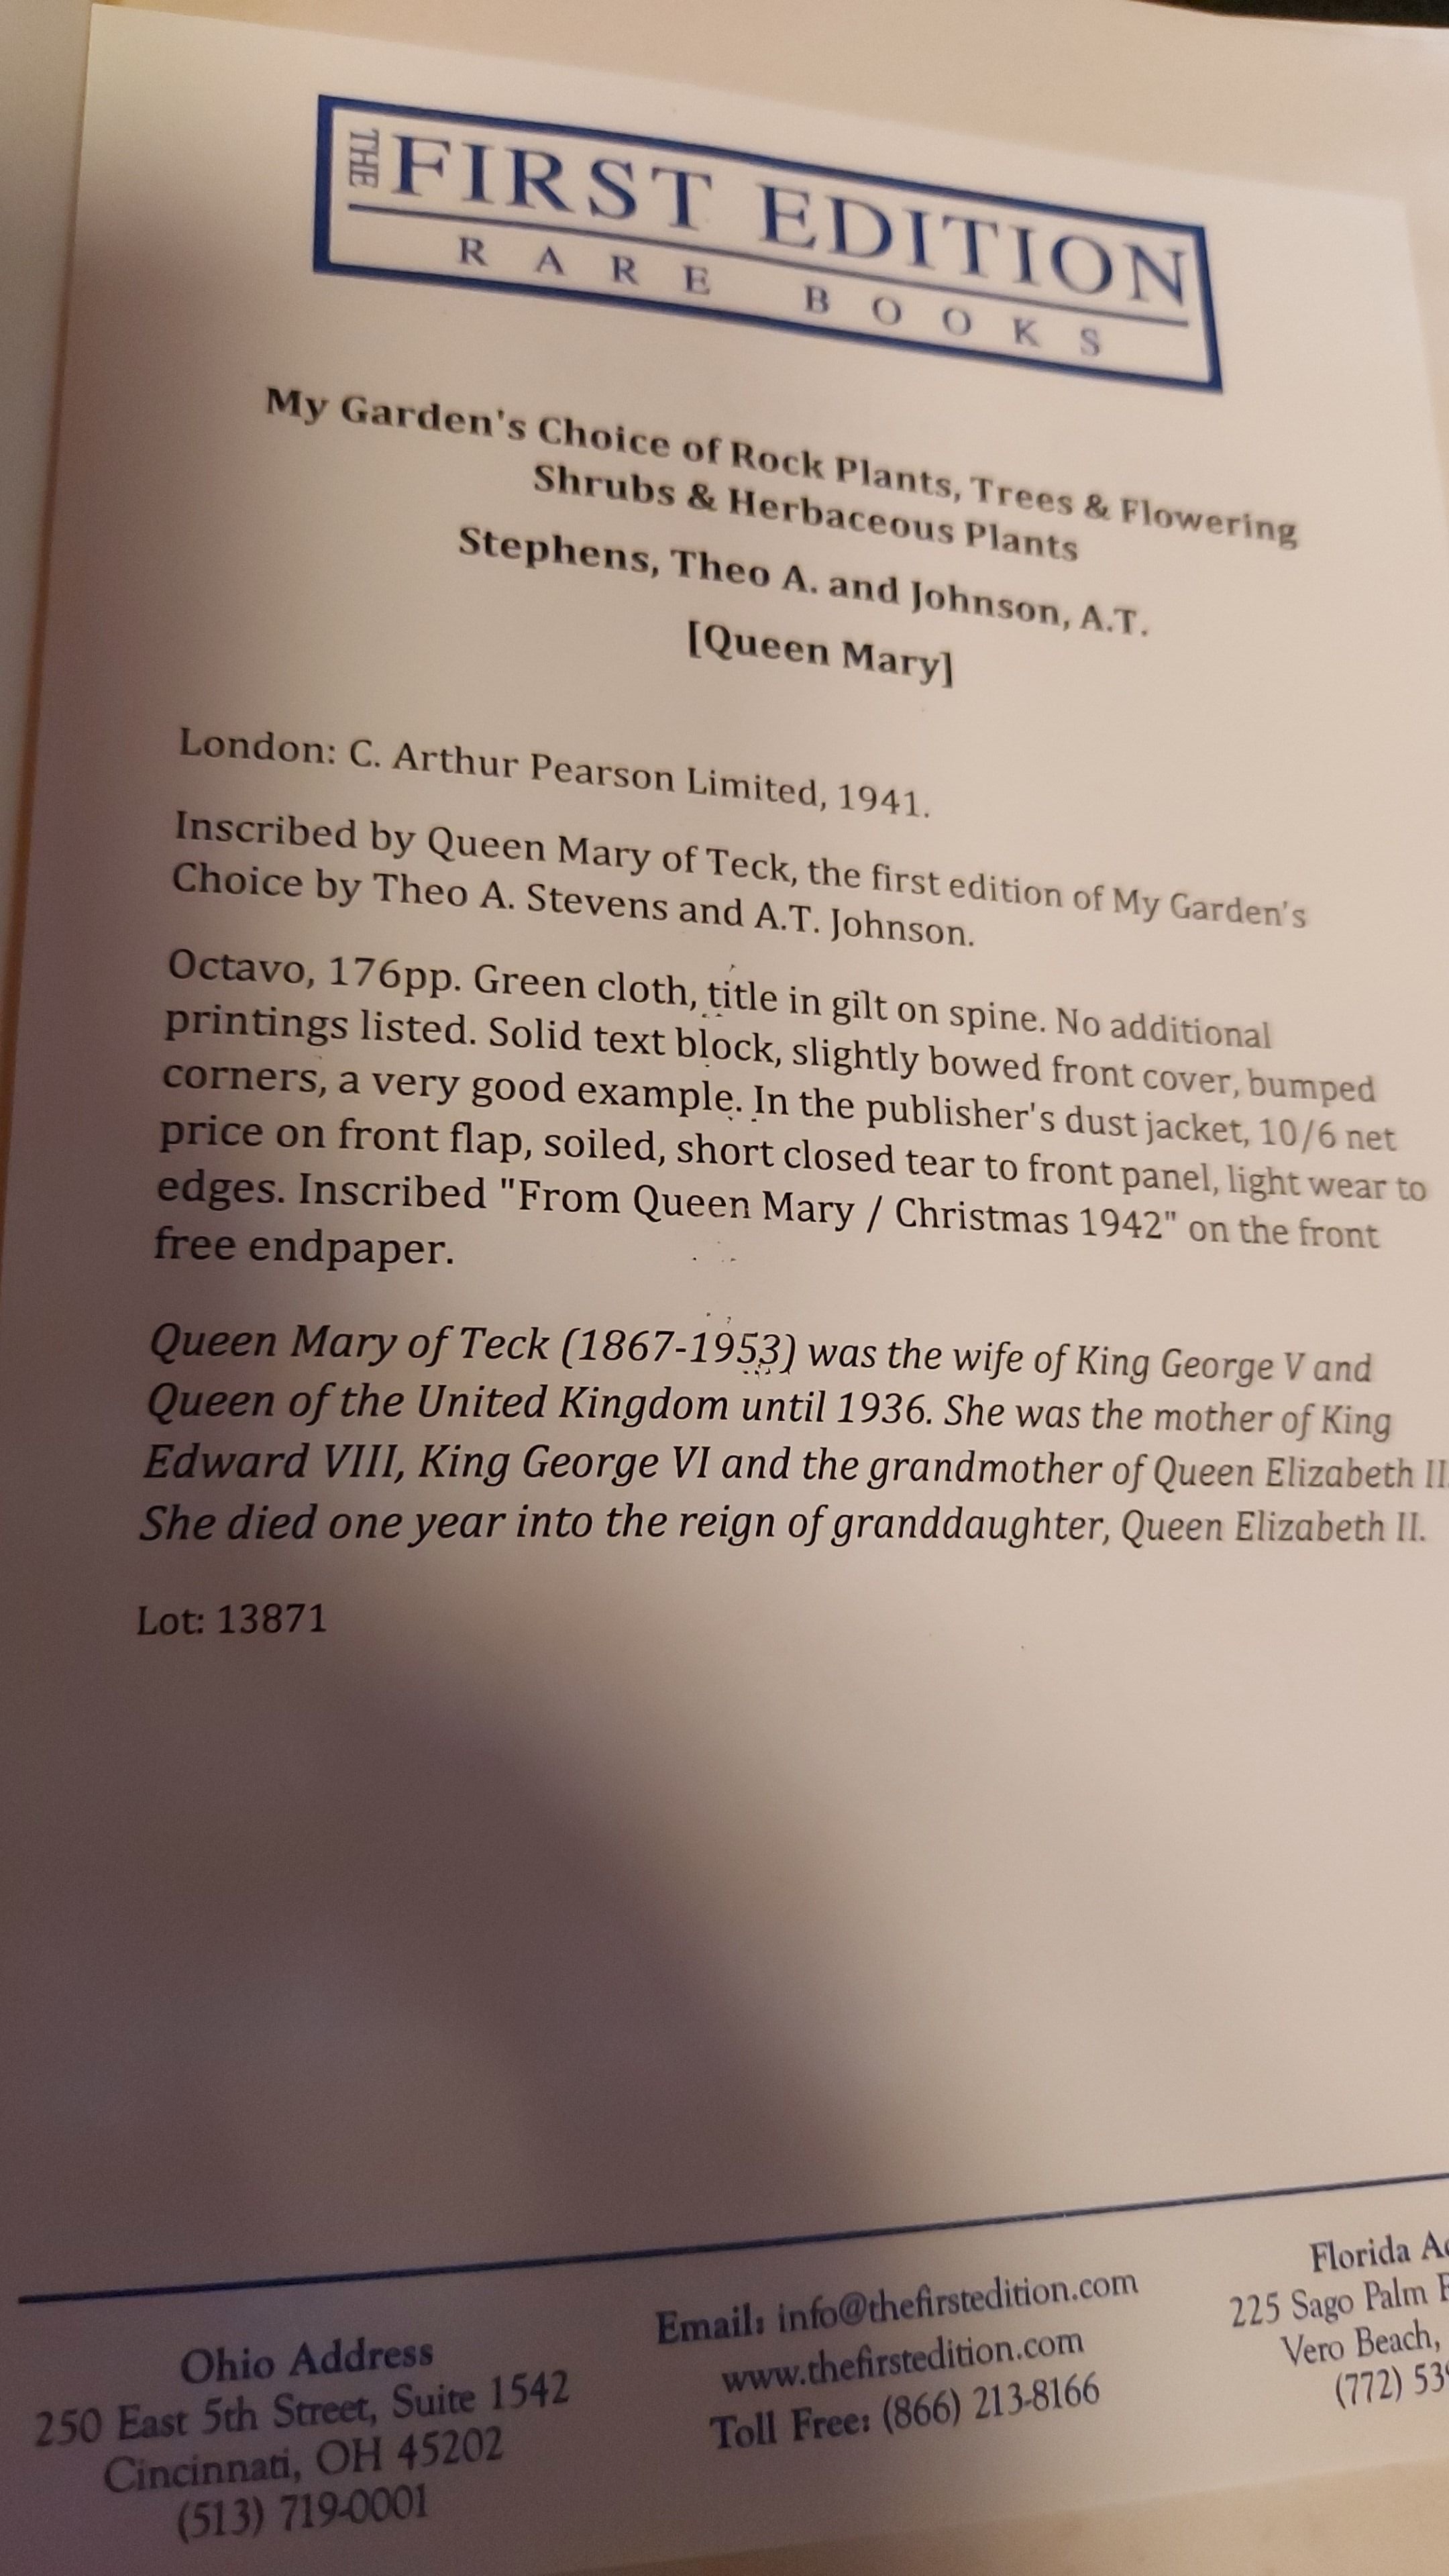 THE FIRST EDITION
RARE BOOKS
My Garden's Choice of Rock Plants, Trees & Flowering
Shrubs & Herbaceous Plants
Stephens, Theo A. and Johnson, A.T.
[Queen Mary]
London: C. Arthur Pearson Limited, 1941.
Inscribed by Queen Mary of Teck, the first edition of My Garden's
Choice by Theo A. Stevens and A.T. Johnson.
Octavo, 176pp. Green cloth, title in gilt on spine. No additional
printings listed. Solid text block, slightly bowed front cover, bumped
corners, a very good example. In the publisher's dust jacket, 10/6 net
price on front flap, soiled, short closed tear to front panel, light wear to
edges. Inscribed "From Queen Mary / Christmas 1942" on the front
free endpaper.
Queen Mary of Teck (1867-1953) was the wife of King George V and
Queen of the United Kingdom until 1936. She was the mother of King
Edward VIII, King George VI and the grandmother of Queen Elizabeth II.
She died one year into the reign of granddaughter, Queen Elizabeth II.
Lot: 13871
Ohio Address
250 East 5th Street, Suite 1542
Cincinnati, OH 45202
(513) 719-0001
Email: info@thefirstedition.com
www.thefirstedition.com
Toll Free: (866) 213-8166
Florida
225 Sago Palm
Vero Beach,
(772)